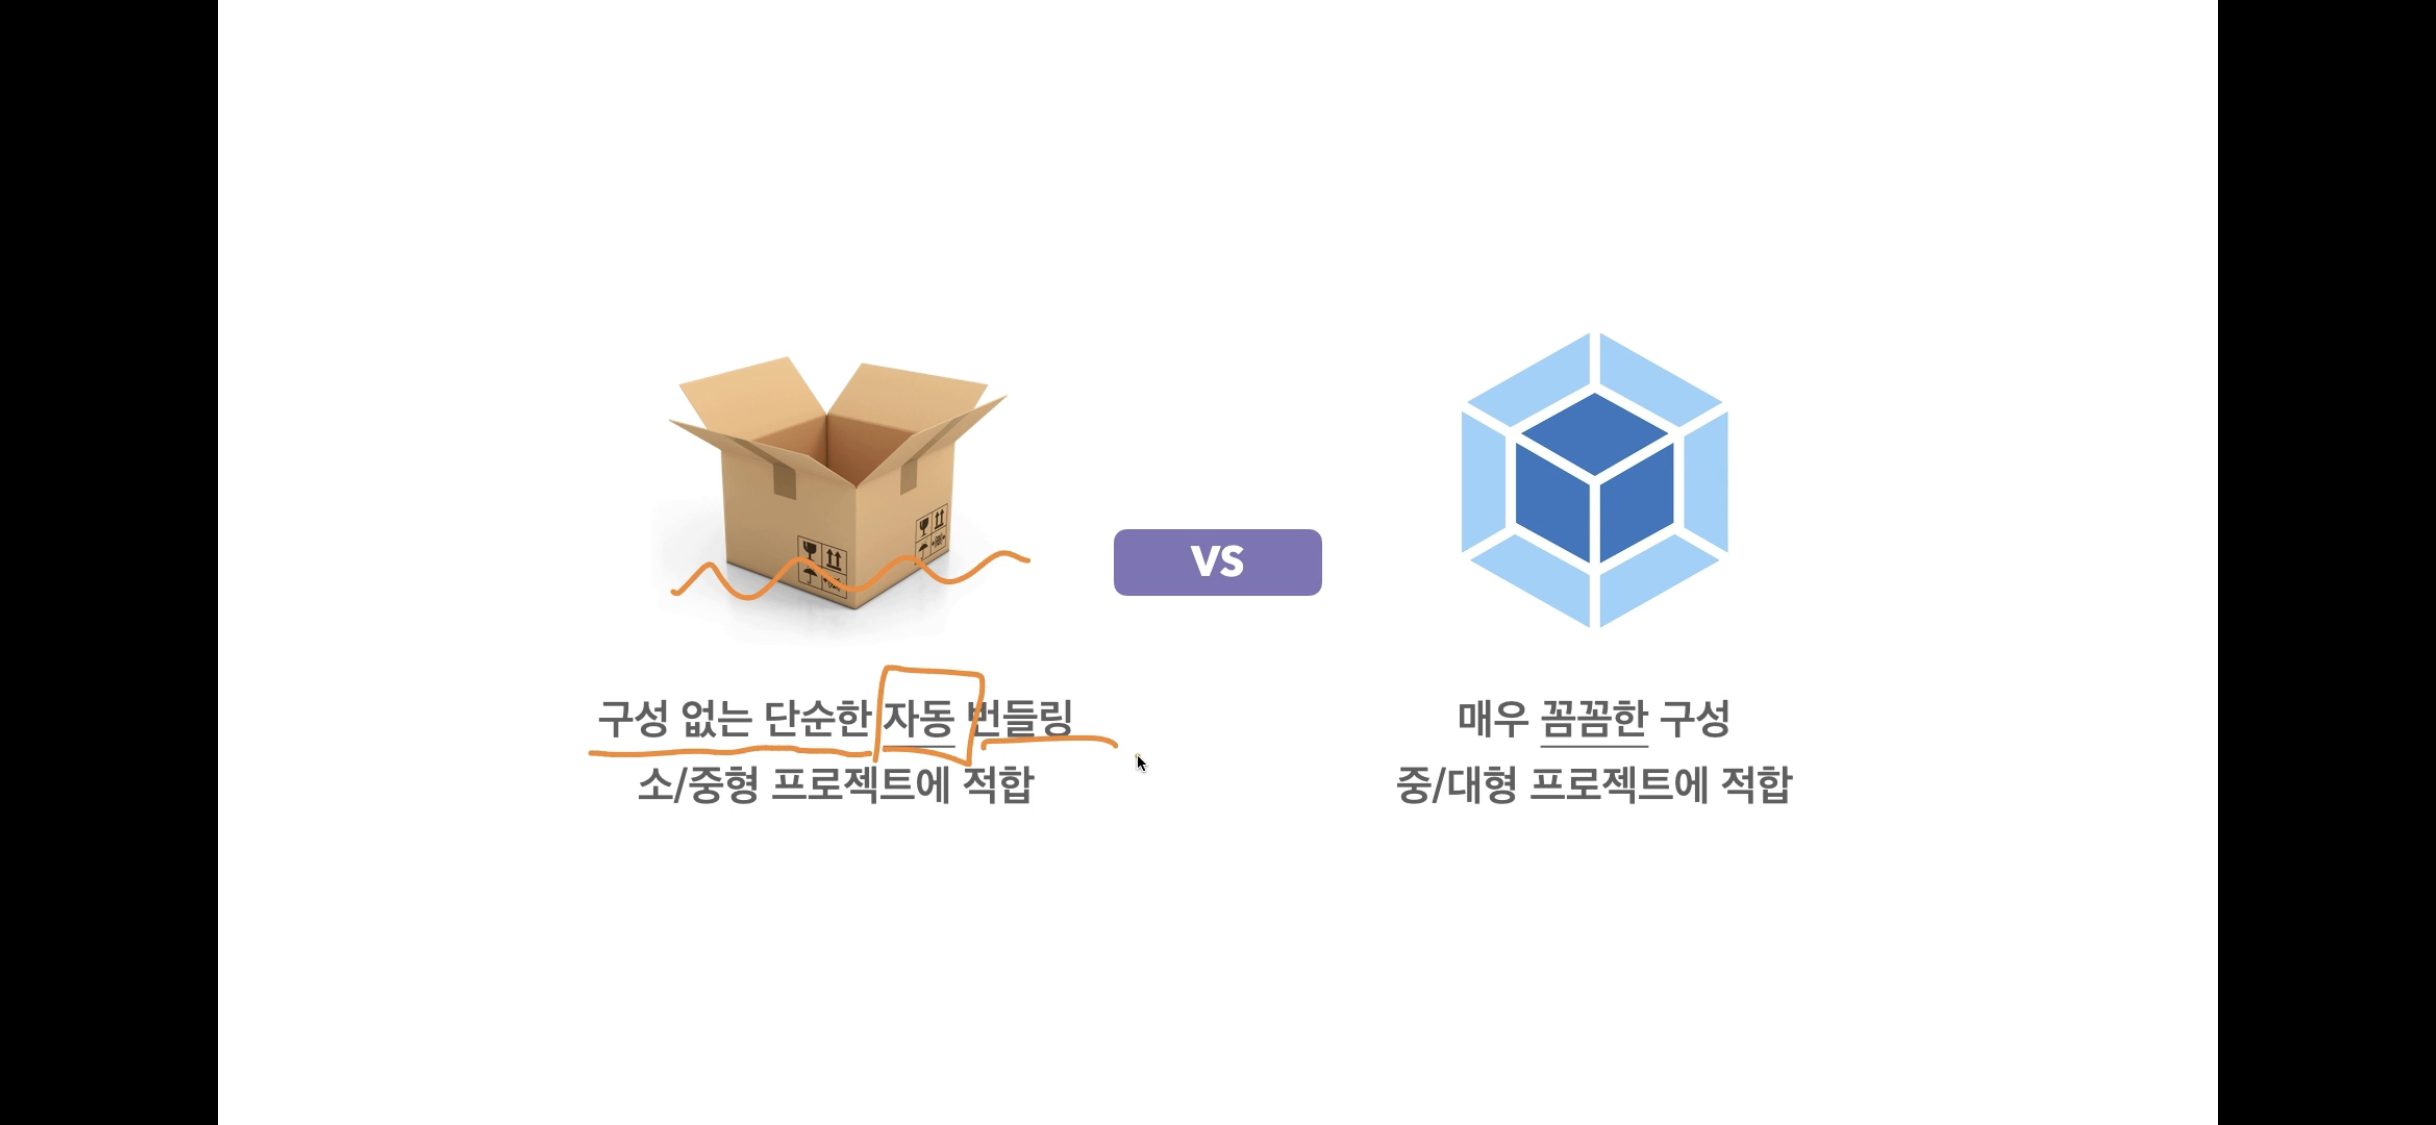 VS
구성 없는 단순한 자동 번들링
소/중형 프로젝트에 적합
매우 꼼꼼한 구성
중/대형 프로젝트에 적합